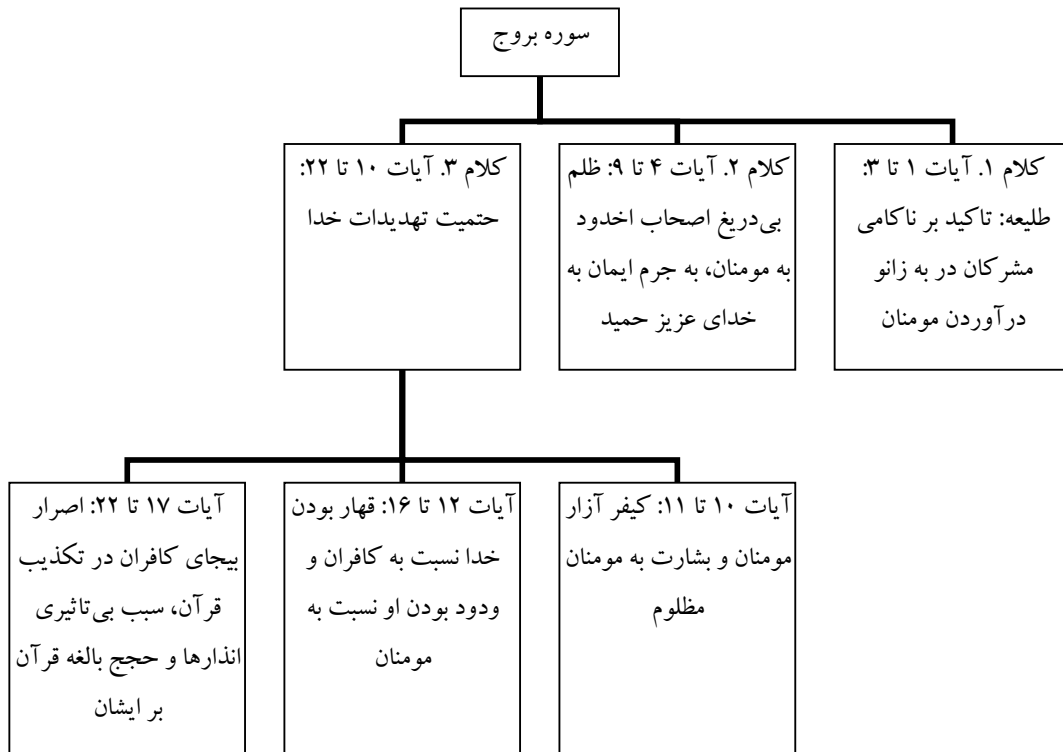 سوره بروج
کلام ۱. آیات ۱ تا ۳:
طلیعه: تاکید بر ناکامی
مشرکان در به زانو
درآوردن مومنان
کلام ۲. آیات ۴ تا ۹: ظلم
بی‌دریغ اصحاب اخدود
به مومنان، به جرم ایمان به
خدای عزیز حمید
کلام ۳. آیات ۱۰ تا ۲۲:
حتمیت تهدیدات خدا
آیات ۱۰ تا ۱۱: کیفر آزار
مومنان و بشارت به مومنان
مظلوم
آیات ۱۲ تا ۱۶: قهار بودن
خدا نسبت به کافران و
ودود بودن او نسبت به
مومنان
آیات ۱۷ تا ۲۲: اصرار
بیجای کافران در تکذیب
قرآن، سبب بی‌تاثیری
انذارها و حجج بالغه قرآن
بر ایشان